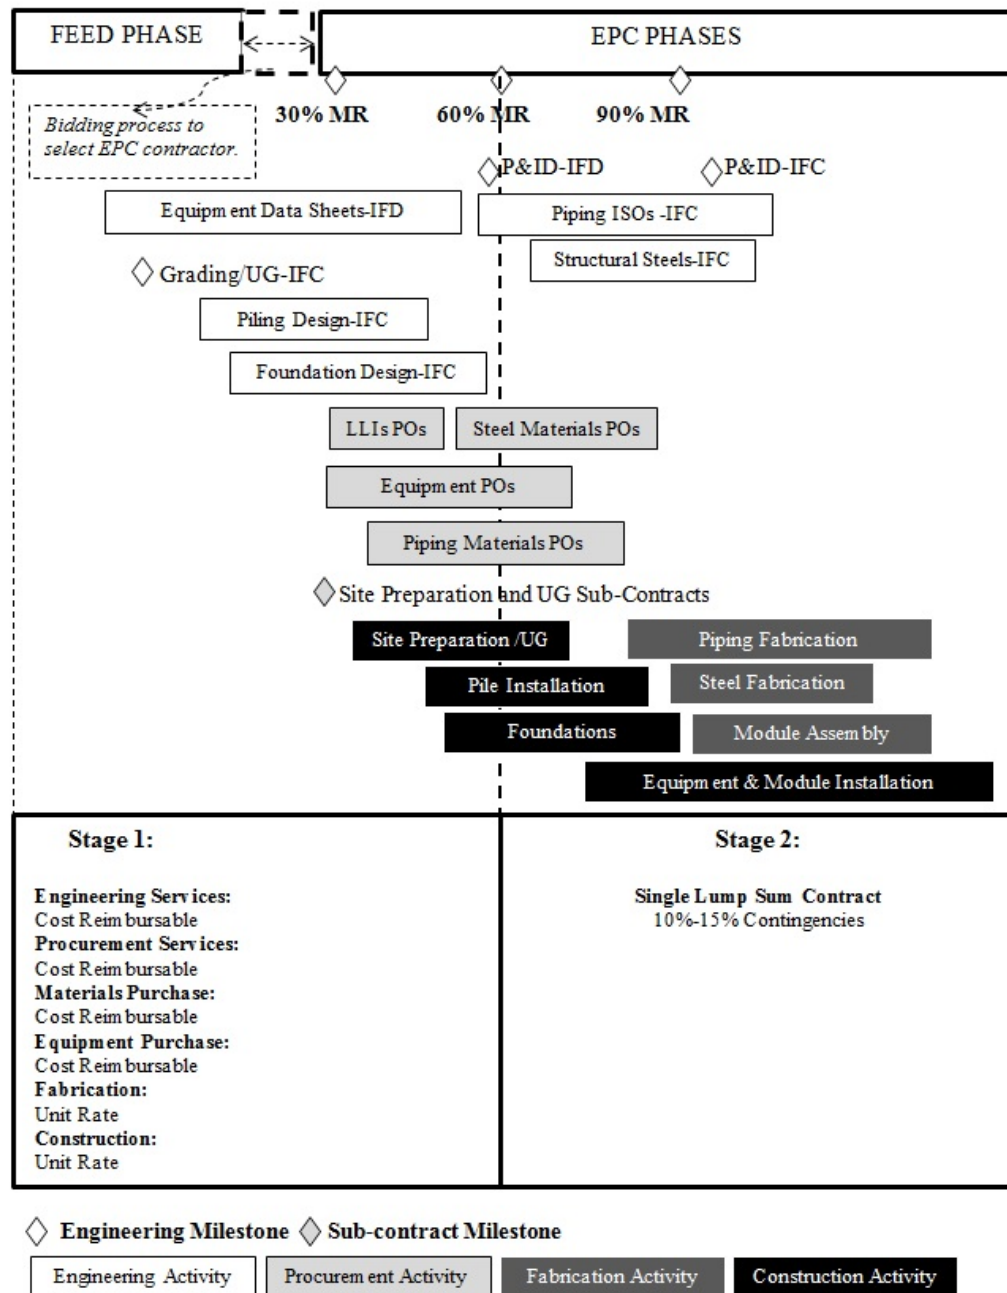 FEED PHASE
EPC PHASES
Bidding process to
select EPC contractor.
30% MR
60% MR
90% MR
P&ID-IFD
P&ID-IFC
Equipment Data Sheets-IFD
Piping ISOs -IFC
Structural Steels-IFC
Grading/UG-IFC
Piling Design-IFC
Foundation Design-IFC
LLIs POs
Steel Materials POs
Equipment POs
Piping Materials POs
Site Preparation and UG Sub-Contracts
Site Preparation /UG
Piping Fabrication
Pile Installation
Steel Fabrication
Foundations
Module Assembly
Equipment & Module Installation
Stage 1:
Engineering Services:
Cost Reimbursable
Procurement Services:
Cost Reimbursable
Materials Purchase:
Cost Reimbursable
Equipment Purchase:
Cost Reimbursable
Fabrication:
Unit Rate
Construction:
Unit Rate
Stage 2:
Single Lump Sum Contract
10%-15% Contingencies
Engineering Milestone
Sub-contract Milestone
Engineering Activity
Procurement Activity
Fabrication Activity
Construction Activity